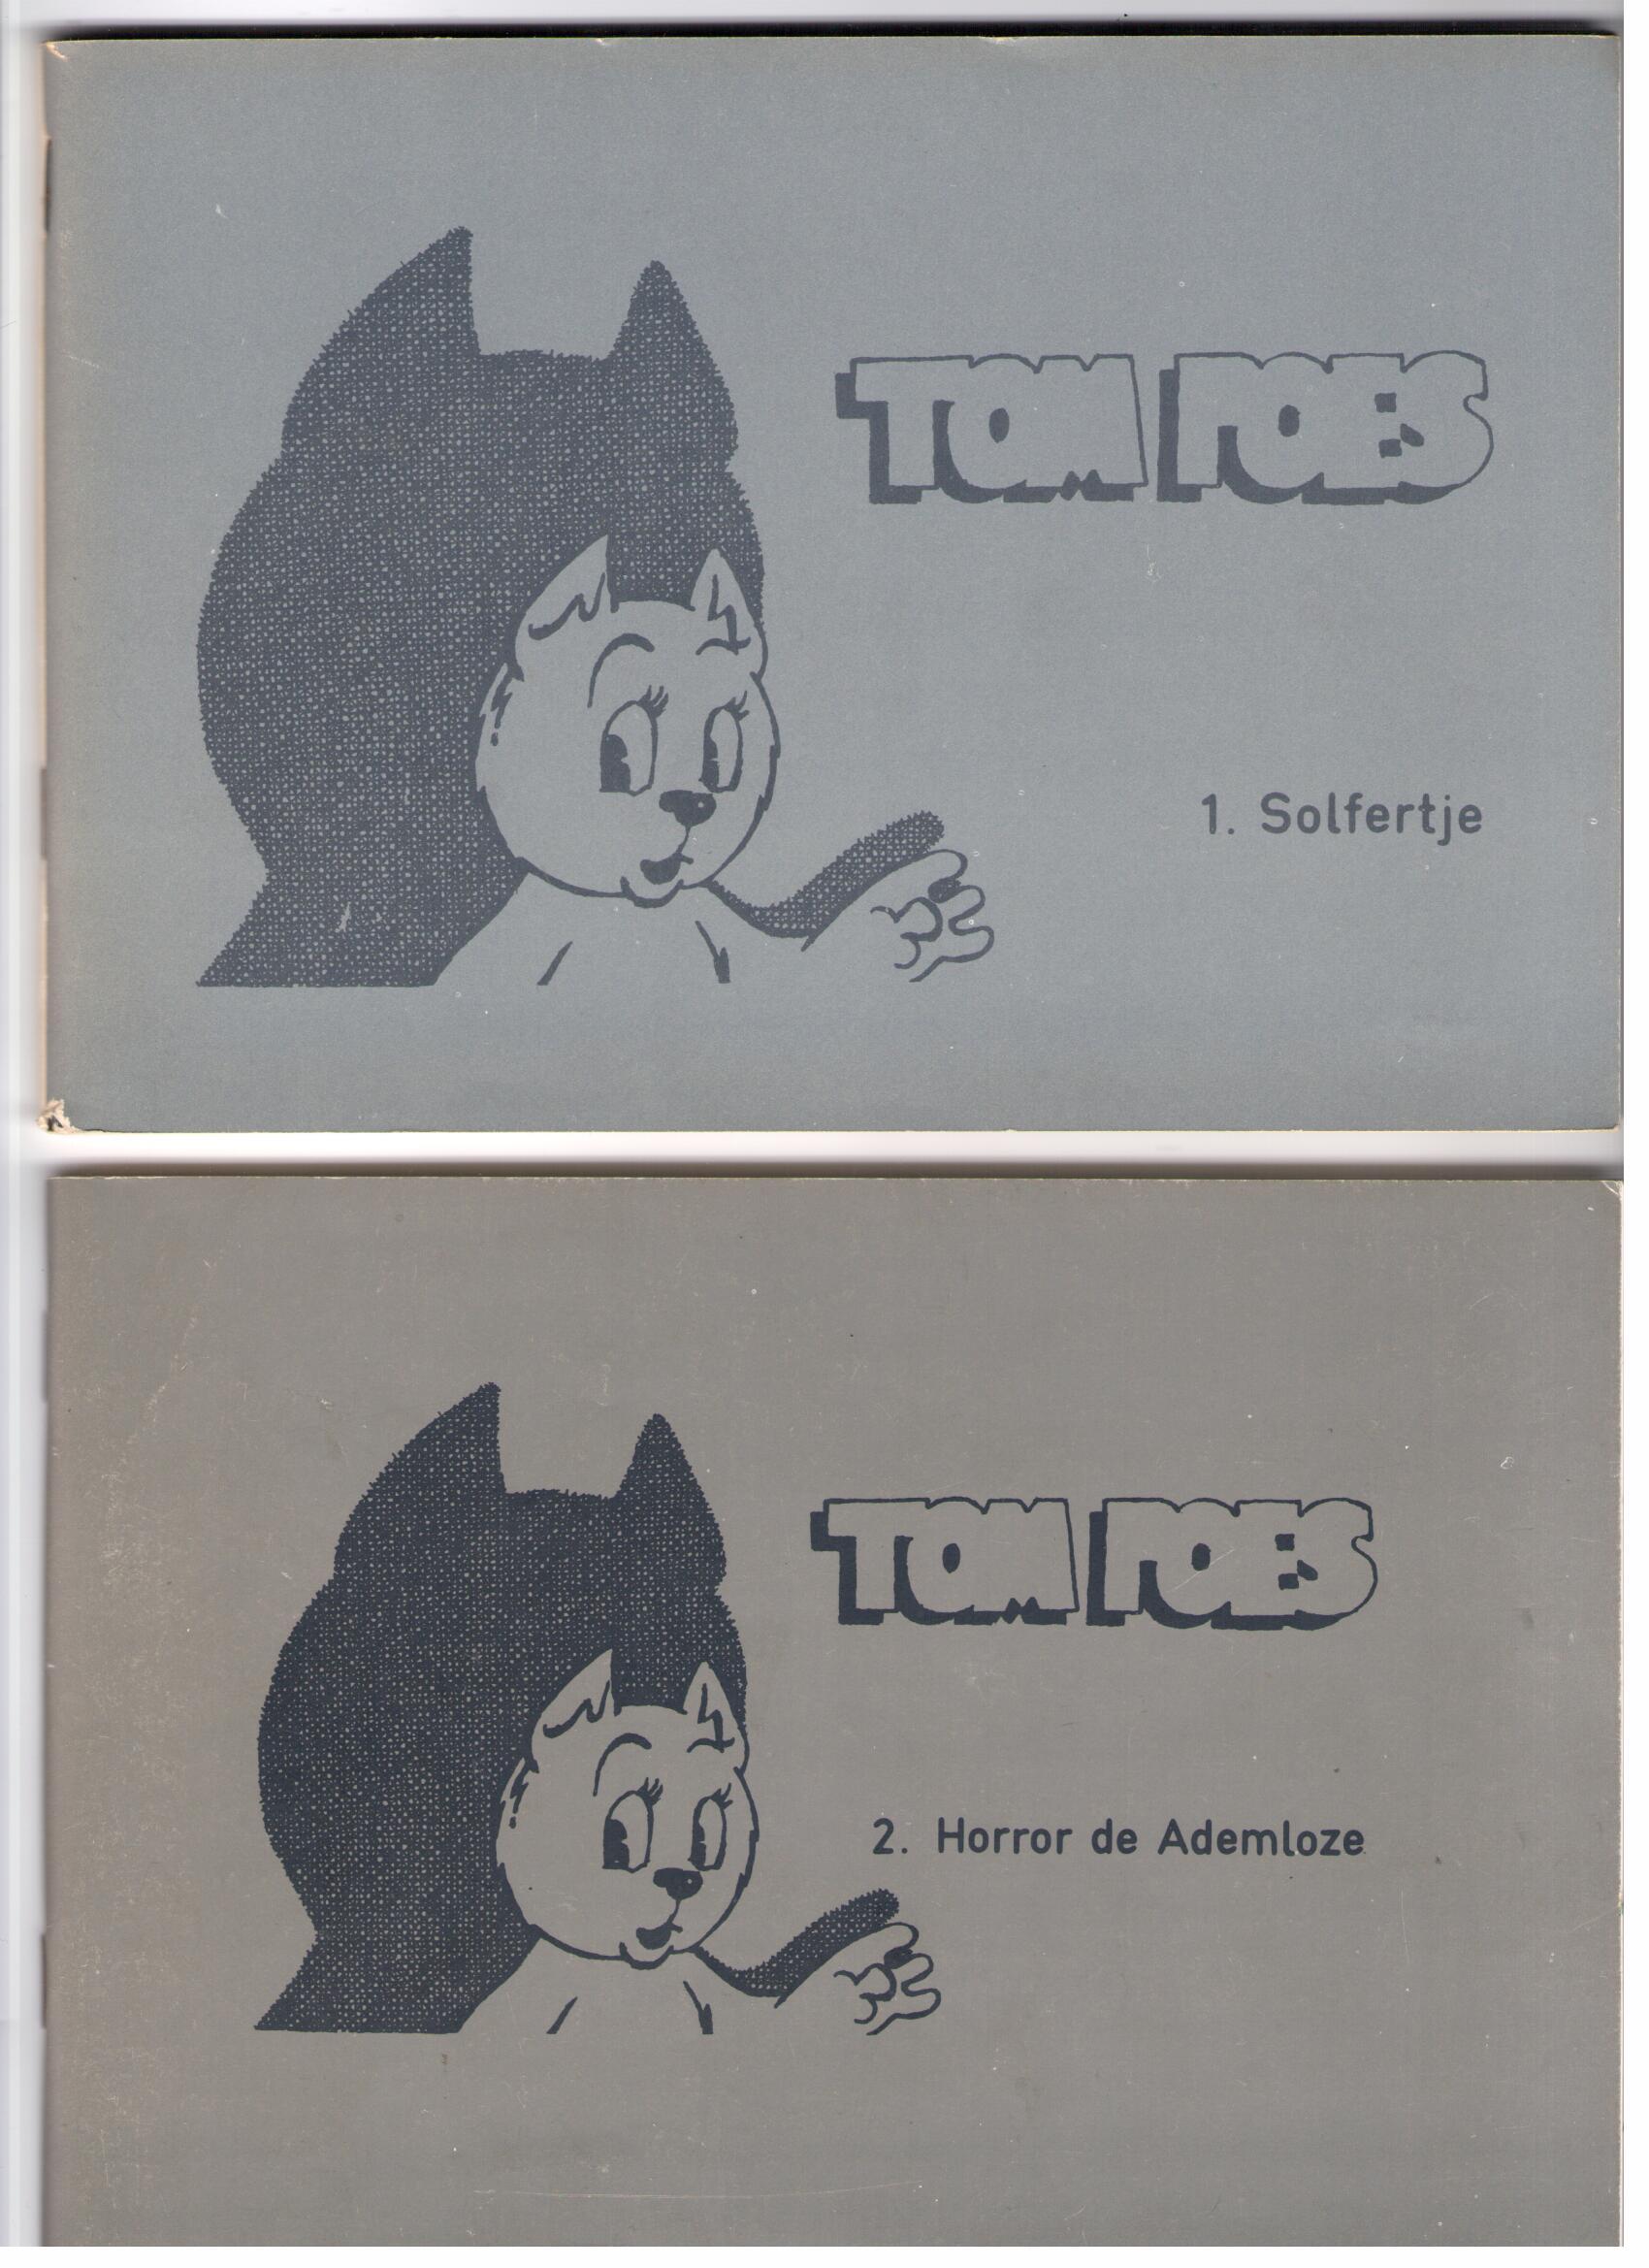 TOM POES
1. Solfertje
TOM POES
2. Horror de Ademloze